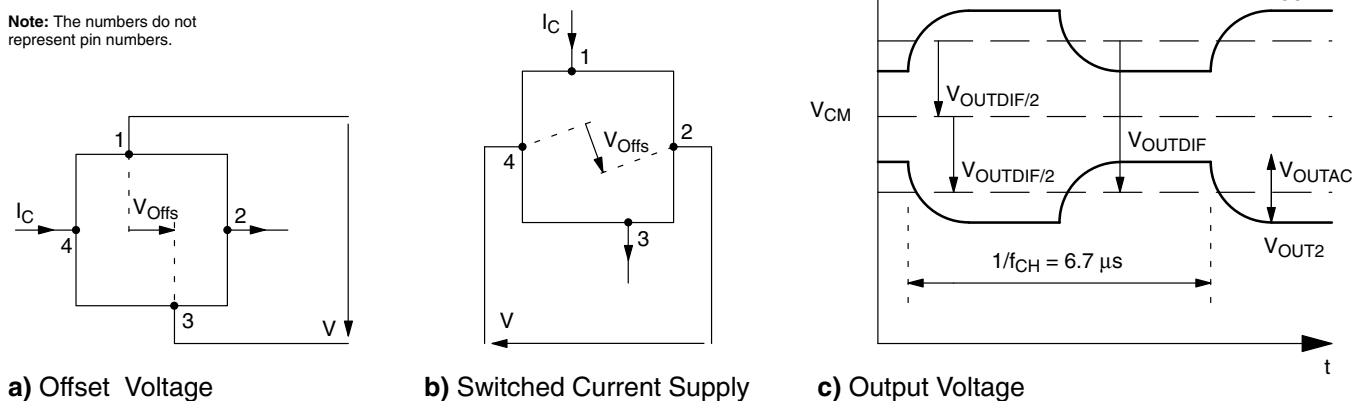 Note: The numbers do not
represent pin numbers.
1
I_C
V_Offs
2
4
3
V
a) Offset Voltage
I_C
1
2
V_Offs
4
3
V
b) Switched Current Supply
V_CM
V_OUTDIF/2
V_OUTDIF
V_OUTDIF/2
V_OUTAC
V_OUT2
1/f_CH = 6.7 μs
t
c) Output Voltage